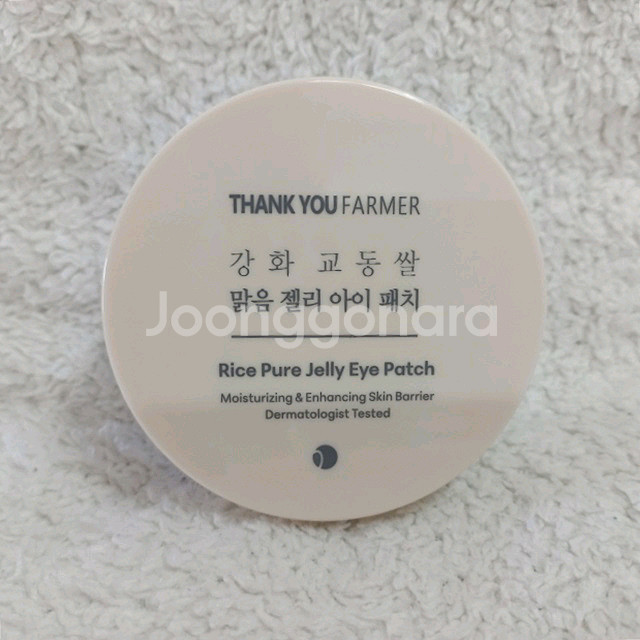 THANK YOU FARMER
강화 교동쌀
맑음 젤리 아이 패치
Joonggonara
Rice Pure Jelly Eye Patch
Moisturizing & Enhancing Skin Barrier
Dermatologist Tested